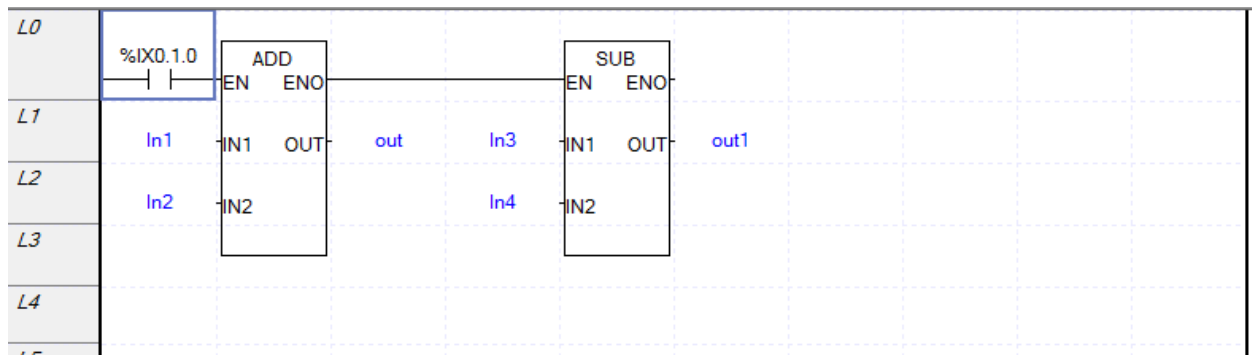 L0
%IX0.1.0 ADD SUB
EN ENO EN ENO
L1
In1 IN1 OUT out In3 IN1 OUT out1
L2
In2 IN2 In4 IN2
L3
L4